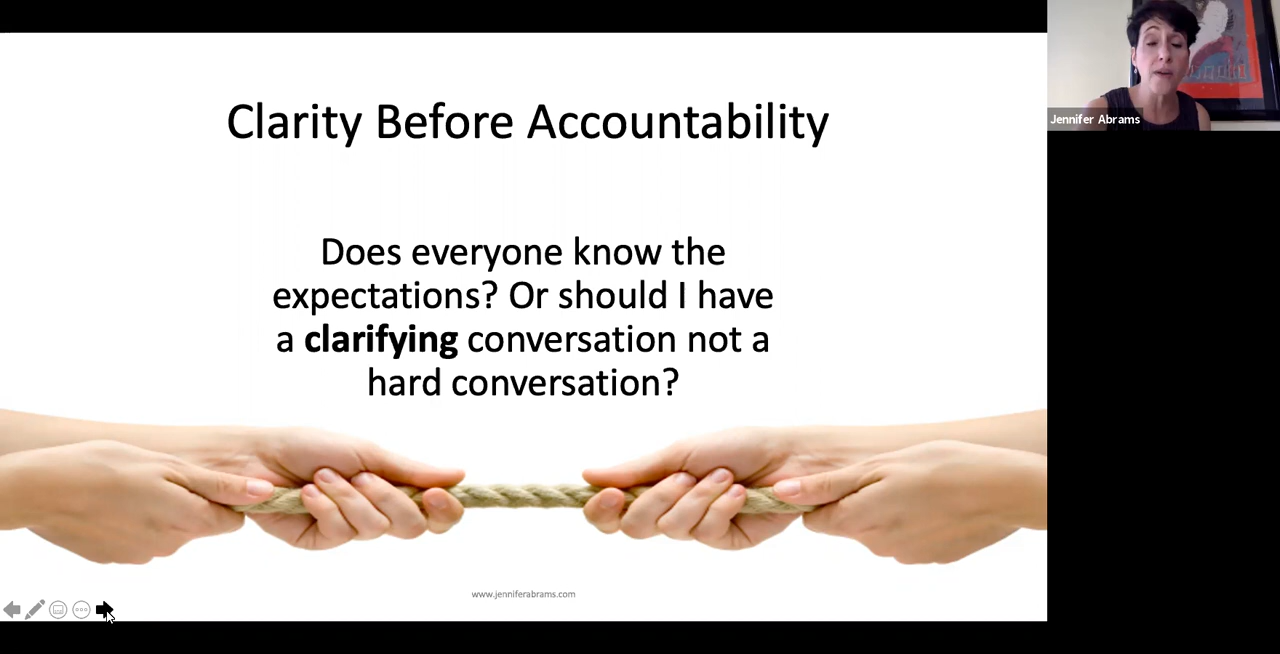 Clarity Before Accountability
Does everyone know the
expectations? Or should I have
a clarifying conversation not a
hard conversation?
www.jenniferabrams.com
Jennifer Abrams